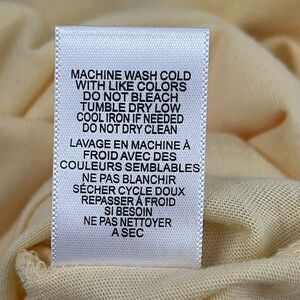 MACHINE WASH COLD
WITH LIKE COLORS
DO NOT BLEACH
TUMBLE DRY LOW
COOL IRON IF NEEDED
DO NOT DRY CLEAN
LAVAGE EN MACHINE À
FROID AVEC DES
COULEURS SEMBLABLES
NE PAS BLANCHIR
SÉCHER CYCLE DOUX
REPASSER À FROID
SI BESOIN
NE PAS NETTOYER
A SEC